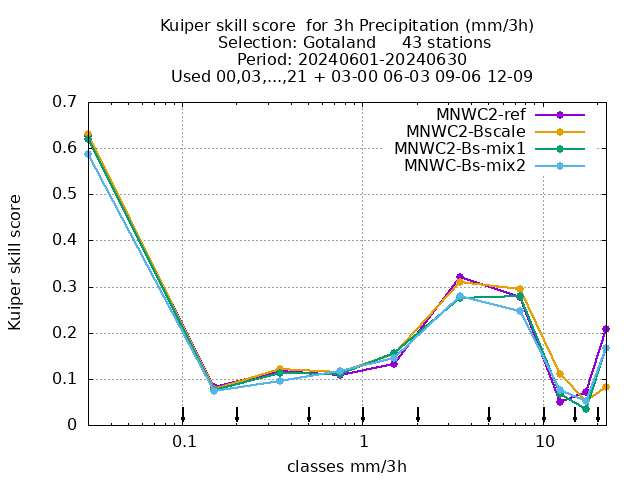 Kuiper skill score  for 3h Precipitation (mm/3h)
Selection: Gotaland     43 stations
Period: 20240601-20240630
Used 00,03,...,21 + 03-00 06-03 09-06 12-09
MNWC2-ref
MNWC2-Bscale
MNWC2-Bs-mix1
MNWC-Bs-mix2
0.7
0.6
0.5
0.4
0.3
0.2
0.1
0
Kuiper skill score
0.1 1 10
classes mm/3h